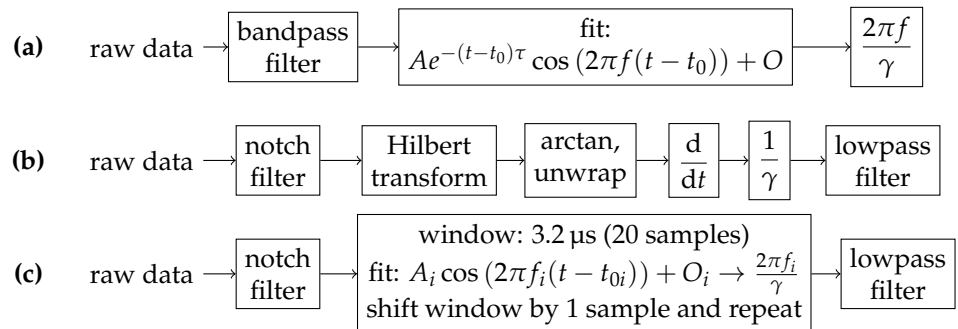 (a) raw data bandpass filter fit: Ae^{-(t-t_0)τ} cos (2πf(t − t_0)) + O 2πf/γ
(b) raw data notch filter Hilbert transform arctan, unwrap d/dt 1/γ lowpass filter
(c) raw data notch filter window: 3.2 µs (20 samples)
fit: A_i cos (2πf_i(t − t_{0i})) + O_i → 2πf_i/γ
shift window by 1 sample and repeat lowpass filter